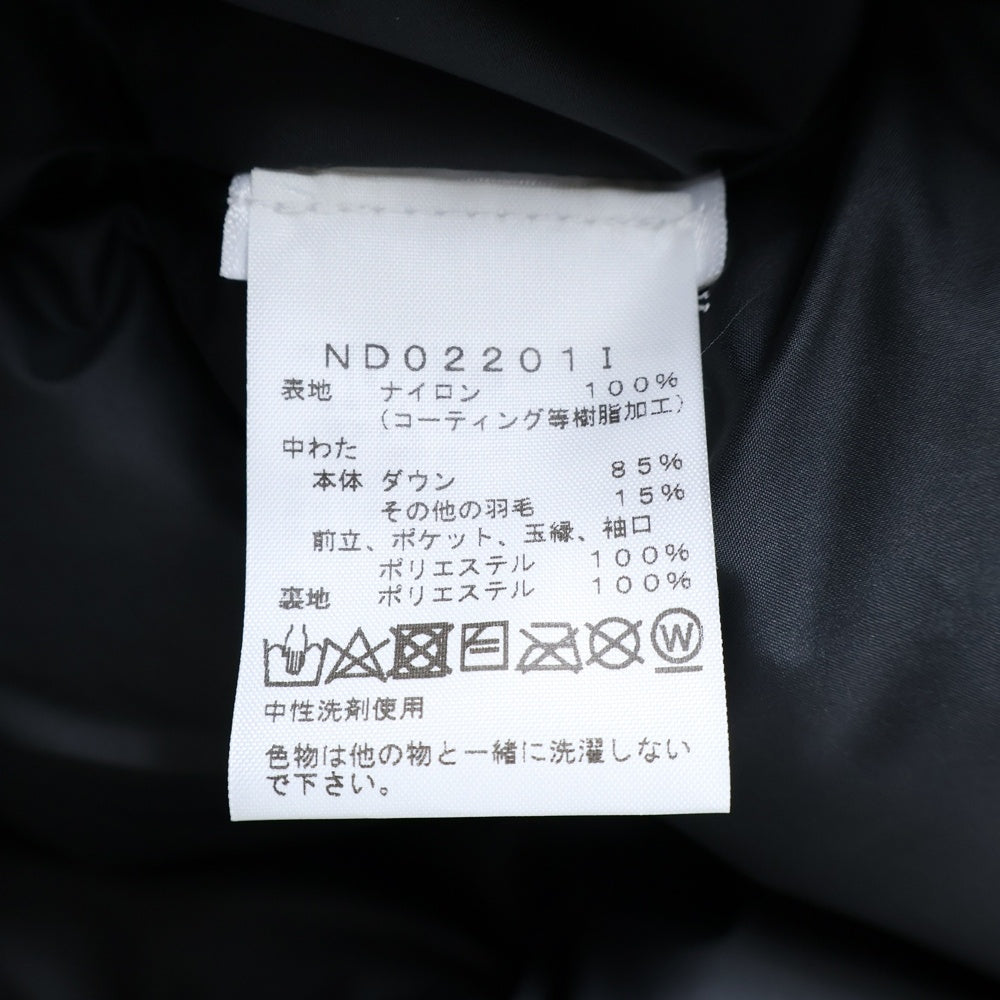 ND02201I
表地 ナイロン 100%
(コーティング等樹脂加工)
中わた
本体 ダウン 85%
その他の羽毛 15%
前立、ポケット、玉縁、袖口
ポリエステル 100%
裏地 ポリエステル 100%
W
中性洗剤使用
色物は他の物と一緒に洗濯しない
で下さい。